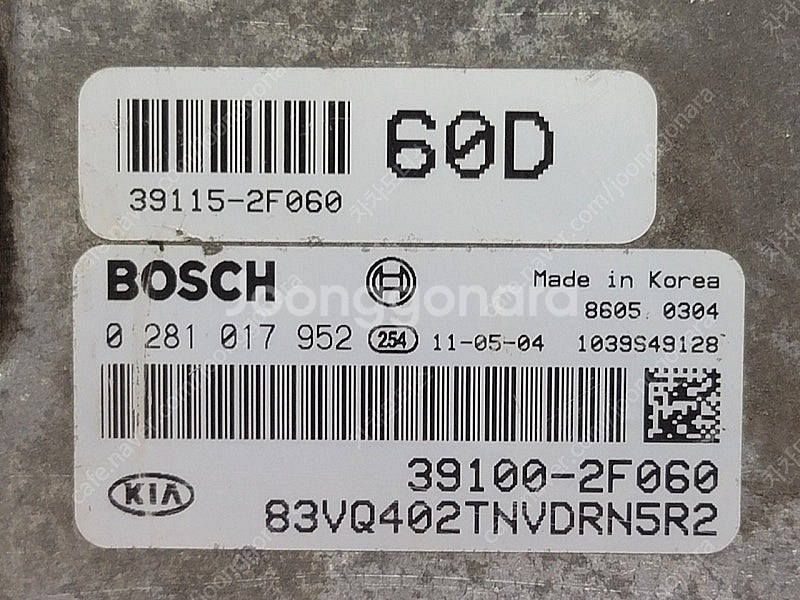 60D
39115-2F060
BOSCH
Made in Korea
8605 0304
0 281 017 952 254 11-05-04 1039S49128
39100-2F060
KIA
83VQ402TNVDRN5R2
joonggonara